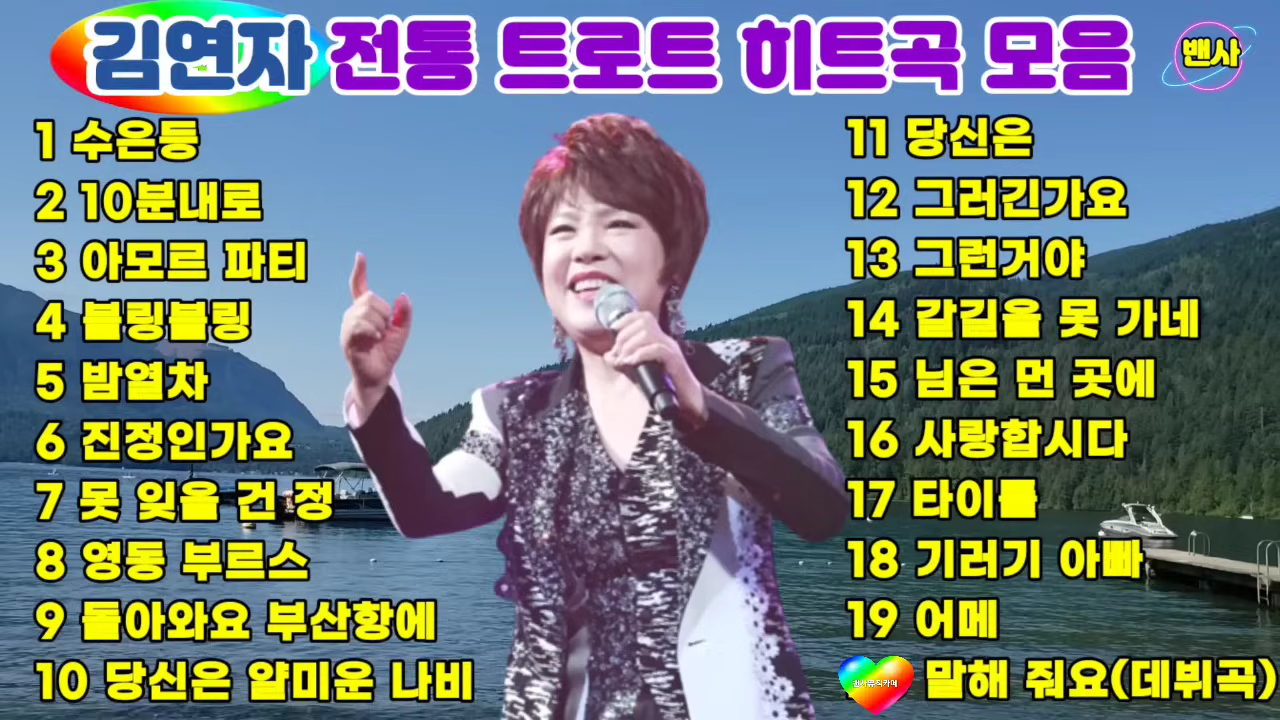 김연자 전통 트로트 히트곡 모음
밴사
1 수은등
2 10분내로
3 아모르 파티
4 블링블링
5 밤열차
6 진정인가요
7 못 잊을 건 정
8 영동 부르스
9 돌아와요 부산항에
10 당신은 얄미운 나비
11 당신은
12 그러긴가요
13 그런거야
14 갈길을 못 가네
15 님은 먼 곳에
16 사랑합시다
17 타이틀
18 기러기 아빠
19 어메
말해 줘요(데뷔곡)
밴사뮤직카페